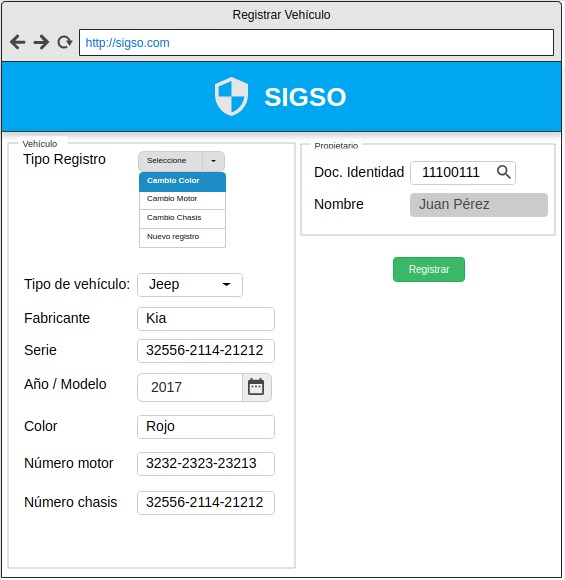 Registrar Vehículo
http://sigso.com
SIGSO
Vehículo
Tipo Registro
Seleccione
Cambio Color
Cambio Motor
Cambio Chasis
Nuevo registro
Tipo de vehículo: Jeep
Fabricante Kia
Serie 32556-2114-21212
Año / Modelo 2017
Color Rojo
Número motor 3232-2323-23213
Número chasis 32556-2114-21212
Propietario
Doc. Identidad 11100111
Nombre Juan Pérez
Registrar